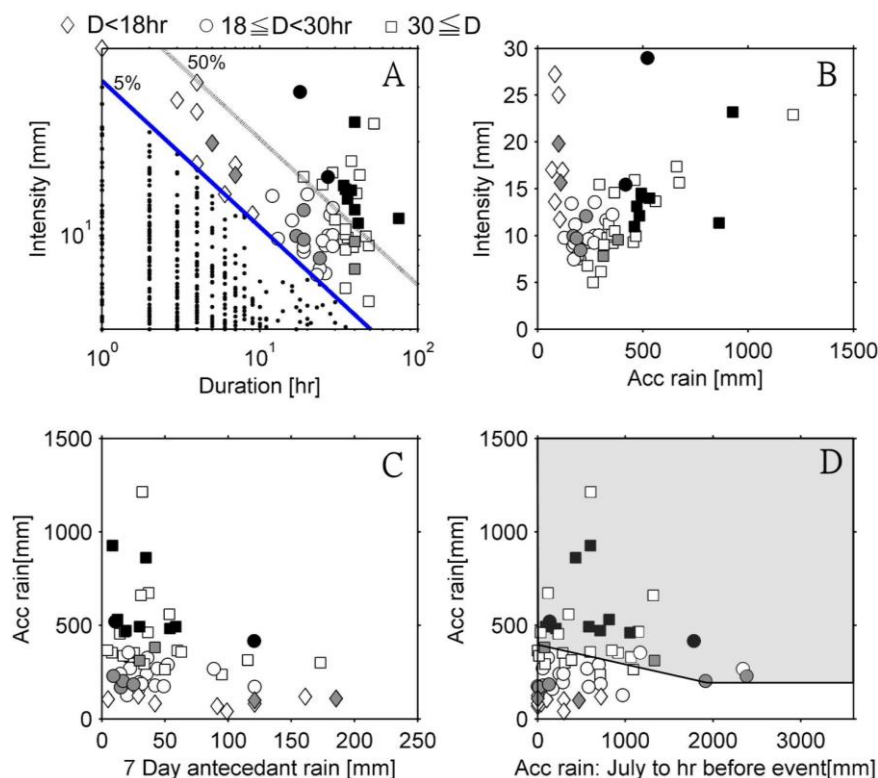 D<18hr 18≦D<30hr 30≦D
A
50%
5%
Intensity [mm]
10¹
10⁰ 10¹ 10²
Duration [hr]
B
30
25
20
15
10
5
0
Intensity [mm]
0 500 1000 1500
Acc rain [mm]
C
1500
1000
500
0
Acc rain[mm]
0 50 100 150 200 250
7 Day antecedant rain [mm]
D
1500
1000
500
0
Acc rain[mm]
0 1000 2000 3000
Acc rain: July to hr before event[mm]